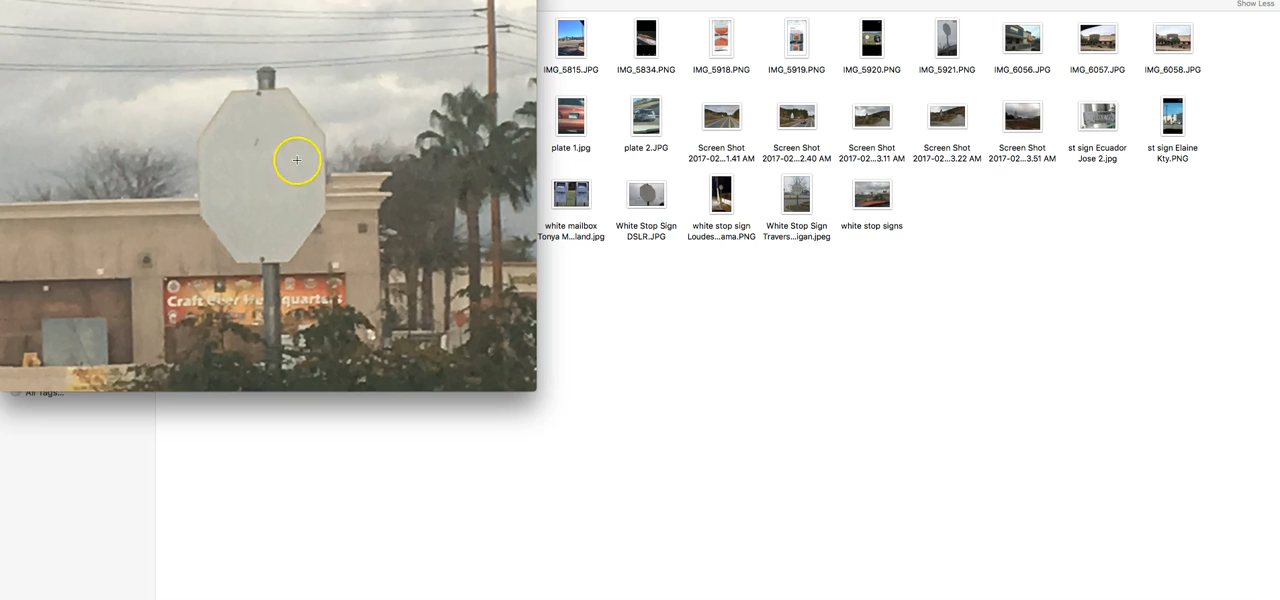 Show Less
IMG_5815.JPG
IMG_5834.PNG
IMG_5918.PNG
IMG_5919.PNG
IMG_5920.PNG
IMG_5921.PNG
IMG_6056.JPG
IMG_6057.JPG
IMG_6058.JPG
plate 1.jpg
plate 2.JPG
Screen Shot
2017-02...1.41 AM
Screen Shot
2017-02...2.40 AM
Screen Shot
2017-02...3.11 AM
Screen Shot
2017-02...3.22 AM
Screen Shot
2017-02...3.51 AM
st sign Ecuador
Jose 2.jpg
st sign Elaine
Kty.PNG
white mailbox
Tonya M...land.jpg
White Stop Sign
DSLR.JPG
white stop sign
Loudes...ama.PNG
White Stop Sign
Travers...igan.jpeg
white stop signs
Craft Beer Headquarters
All Tags...